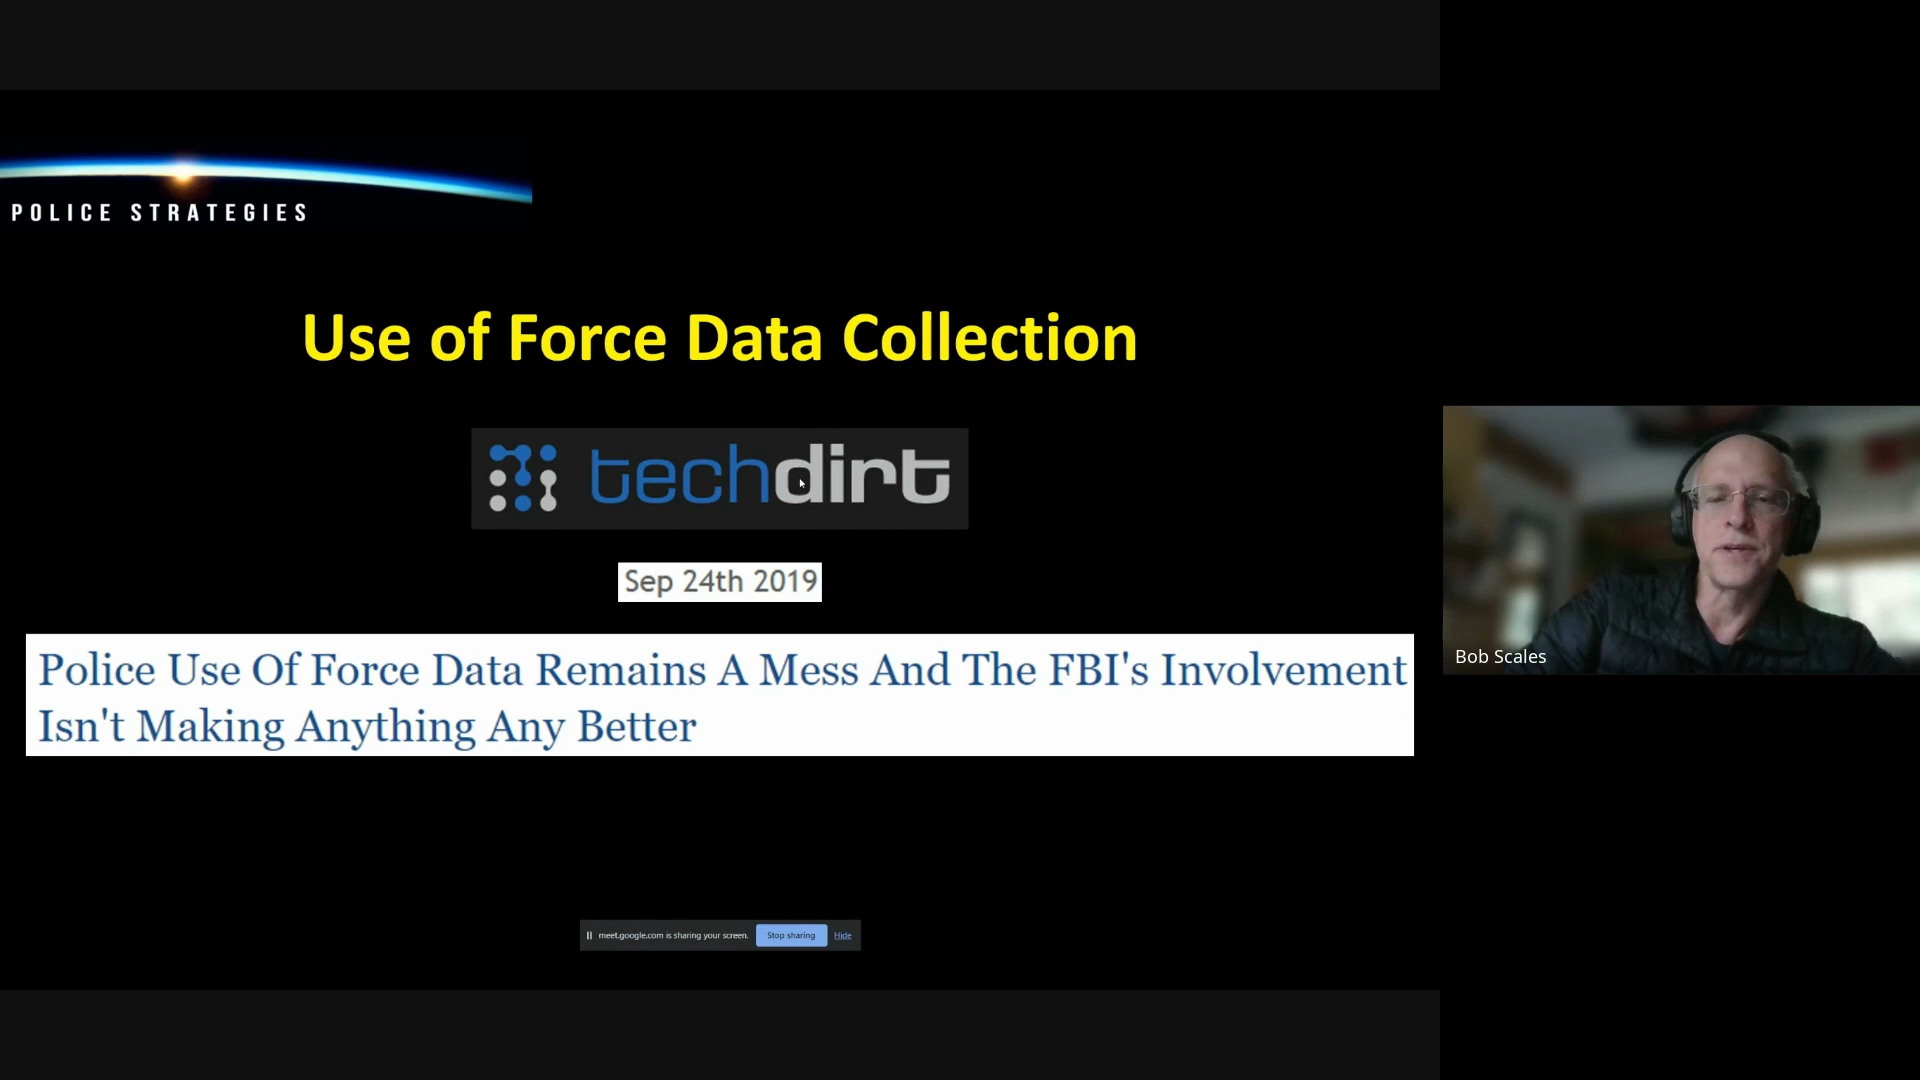 POLICE STRATEGIES
Use of Force Data Collection
techdirt
Sep 24th 2019
Police Use Of Force Data Remains A Mess And The FBI's Involvement
Isn't Making Anything Any Better
Bob Scales
meet.google.com is sharing your screen. Stop sharing Hide